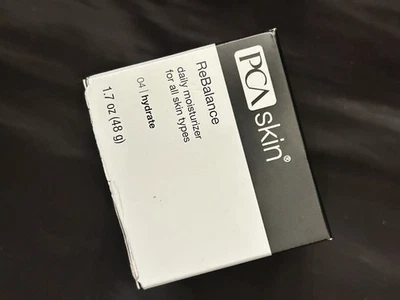 PCA skin®
ReBalance
daily moisturizer
for all skin types
04 | hydrate
1.7 oz (48 g)